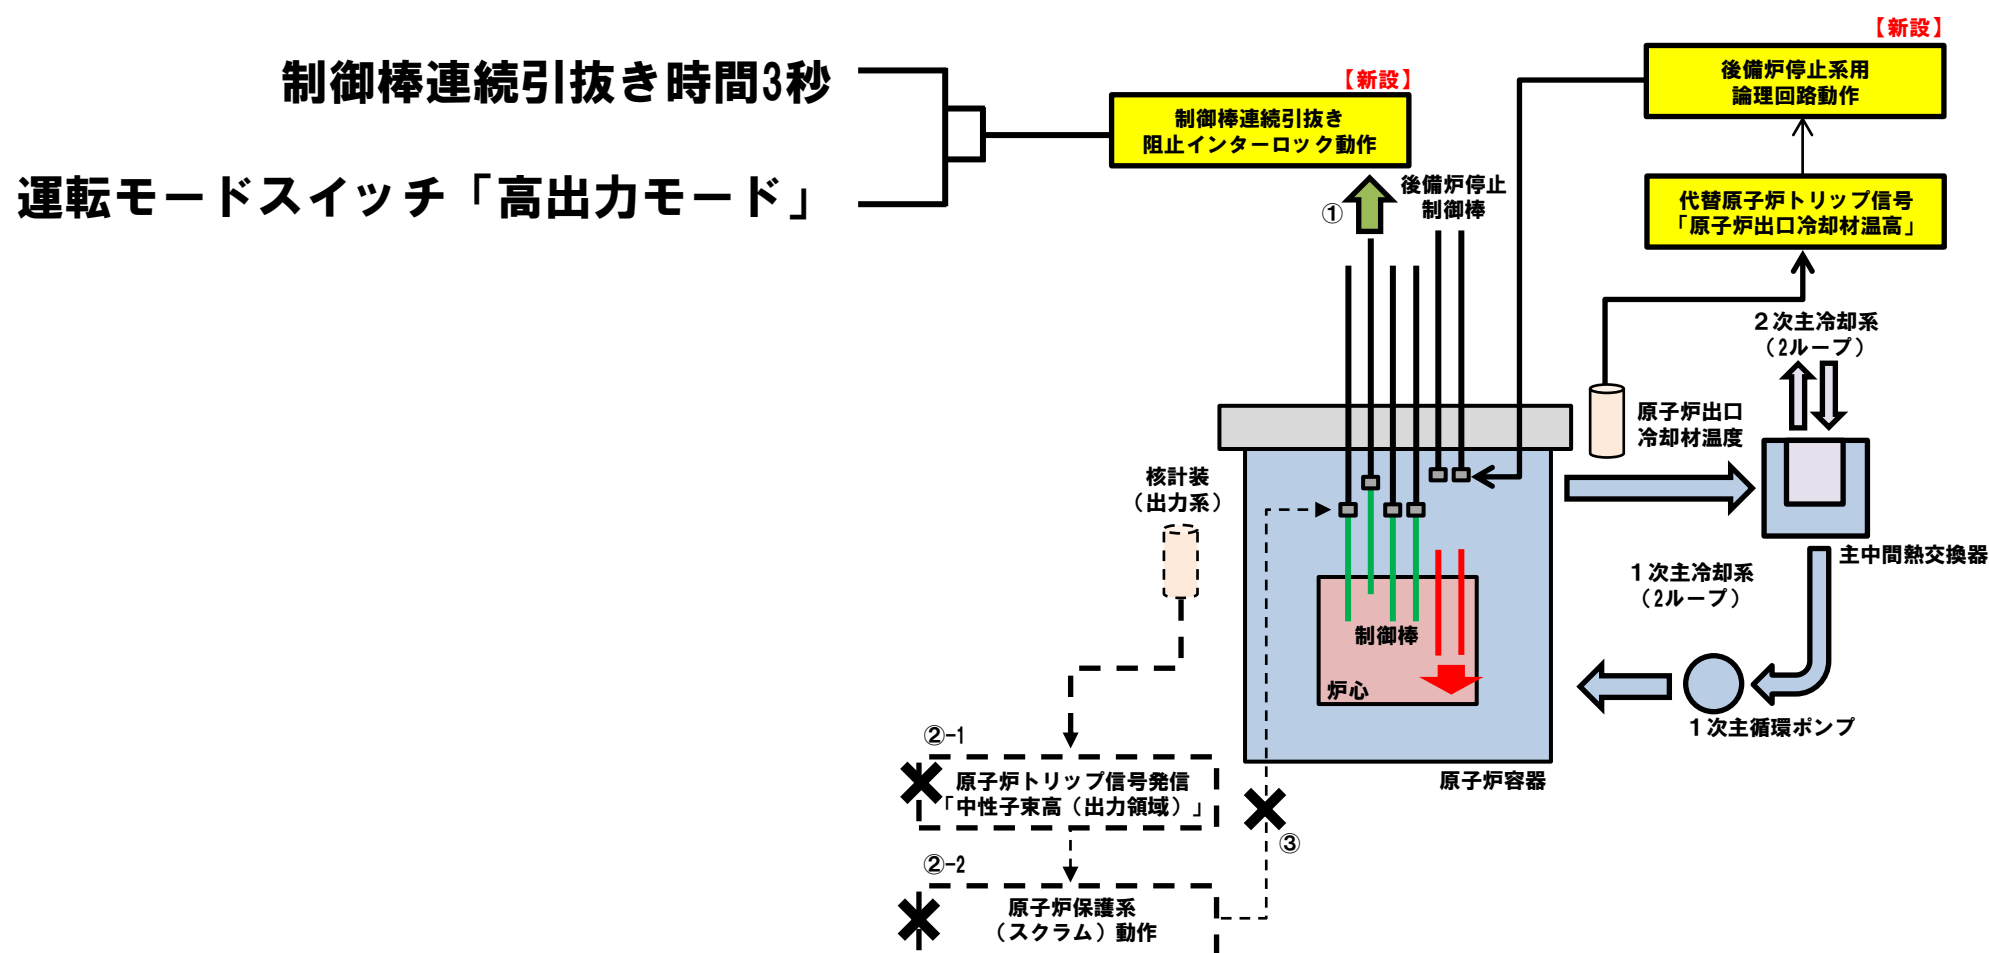 【新設】
後備炉停止系用
論理回路動作
制御棒連続引抜き時間3秒
【新設】
制御棒連続引抜き
阻止インターロック動作
運転モードスイッチ「高出力モード」
①
後備炉停止
制御棒
代替原子炉トリップ信号
「原子炉出口冷却材温高」
2次主冷却系
（2ループ）
原子炉出口
冷却材温度
核計装
（出力系）
主中間熱交換器
1次主冷却系
（2ループ）
制御棒
炉心
1次主循環ポンプ
原子炉容器
②-1
原子炉トリップ信号発信
「中性子束高（出力領域）」
③
②-2
原子炉保護系
（スクラム）動作